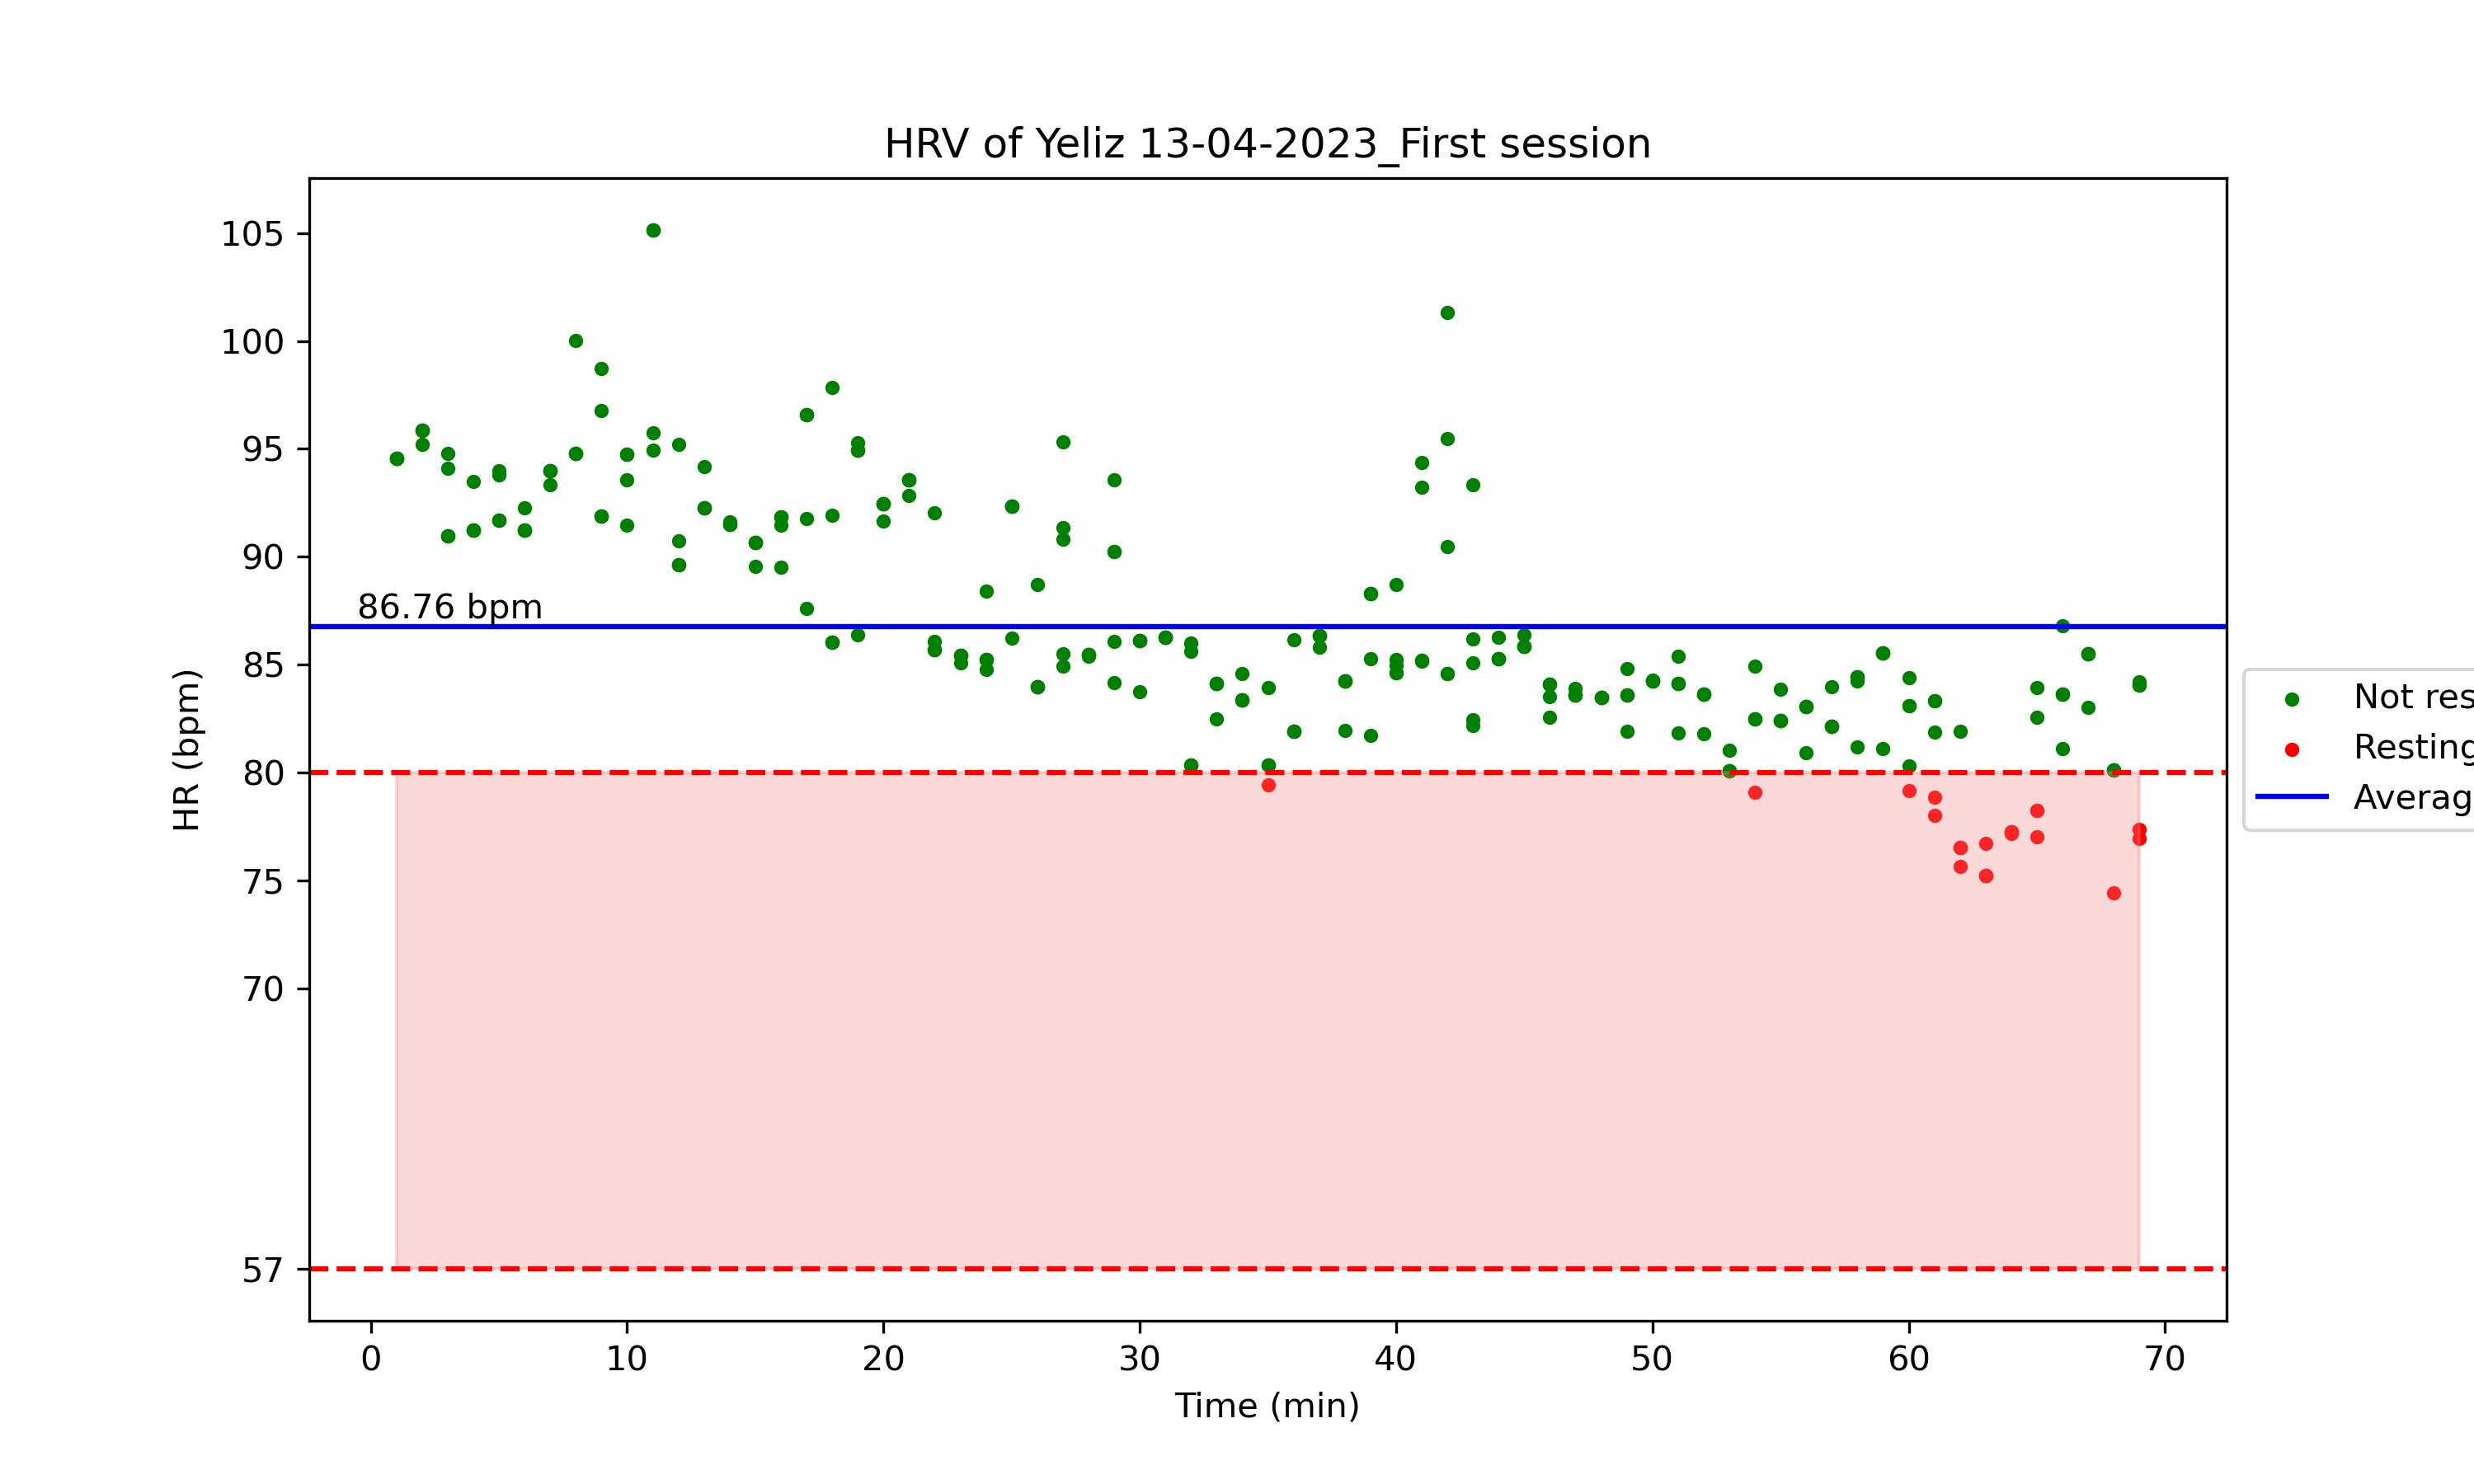 HRV of Yeliz 13-04-2023_First session
105
100
95
90
86.76 bpm
85
80
75
70
57
HR (bpm)
0 10 20 30 40 50 60 70
Time (min)
Not res
Resting
Averag